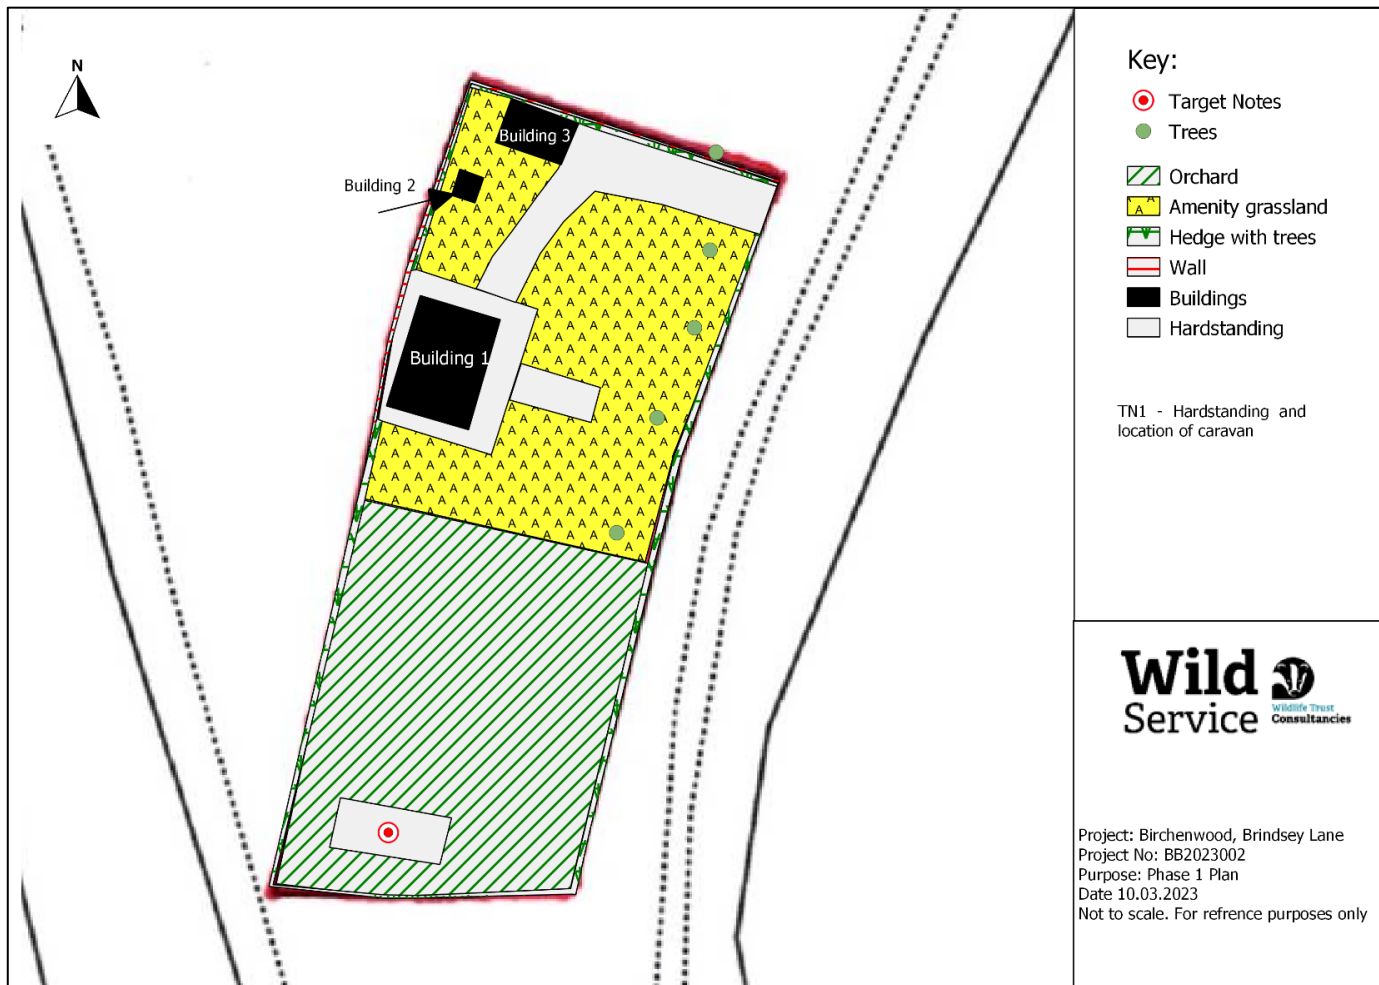 N
Building 3
Building 2
Building 1
Key:
Target Notes
Trees
Orchard
Amenity grassland
Hedge with trees
Wall
Buildings
Hardstanding
TN1 - Hardstanding and
location of caravan
Wild
Service
Wildlife Trust
Consultancies
Project: Birchenwood, Brindsey Lane
Project No: BB2023002
Purpose: Phase 1 Plan
Date 10.03.2023
Not to scale. For refrence purposes only